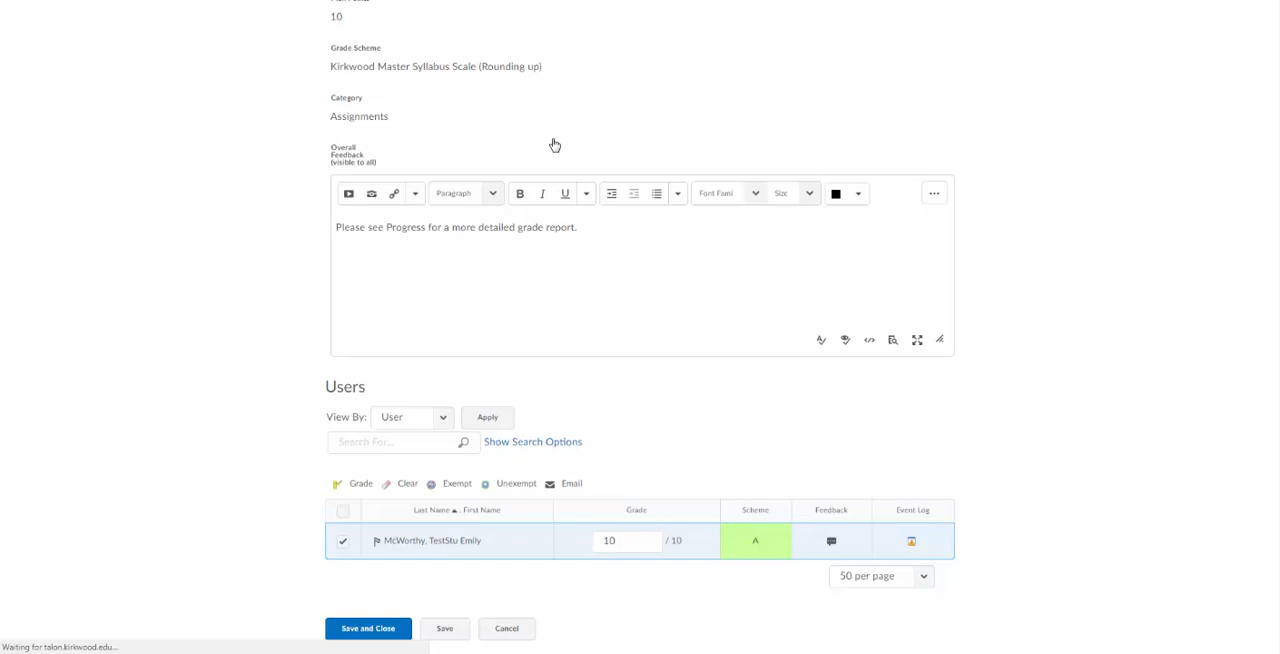 10
Grade Scheme
Kirkwood Master Syllabus Scale (Rounding up)
Category
Assignments
Overall
Feedback
(visible to all)
Paragraph B I U Font Fami Size
Please see Progress for a more detailed grade report.
Users
View By: User Apply
Search For... Show Search Options
Grade Clear Exempt Unexempt Email
Last Name , First Name Grade Scheme Feedback Event Log
McWorthy, TestStu Emily 10 / 10 A
50 per page
Save and Close Save Cancel
Waiting for talon.kirkwood.edu...